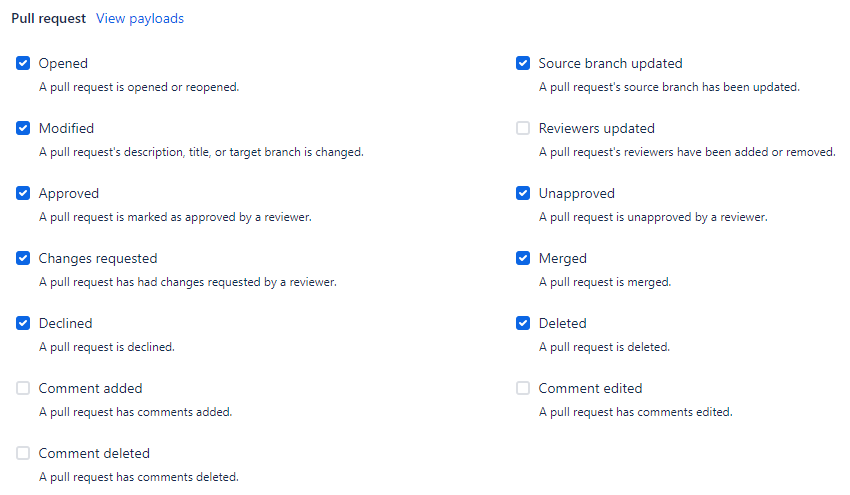 Pull request View payloads
Opened
A pull request is opened or reopened.
Source branch updated
A pull request's source branch has been updated.
Modified
A pull request's description, title, or target branch is changed.
Reviewers updated
A pull request's reviewers have been added or removed.
Approved
A pull request is marked as approved by a reviewer.
Unapproved
A pull request is unapproved by a reviewer.
Changes requested
A pull request has had changes requested by a reviewer.
Merged
A pull request is merged.
Declined
A pull request is declined.
Deleted
A pull request is deleted.
Comment added
A pull request has comments added.
Comment edited
A pull request has comments edited.
Comment deleted
A pull request has comments deleted.